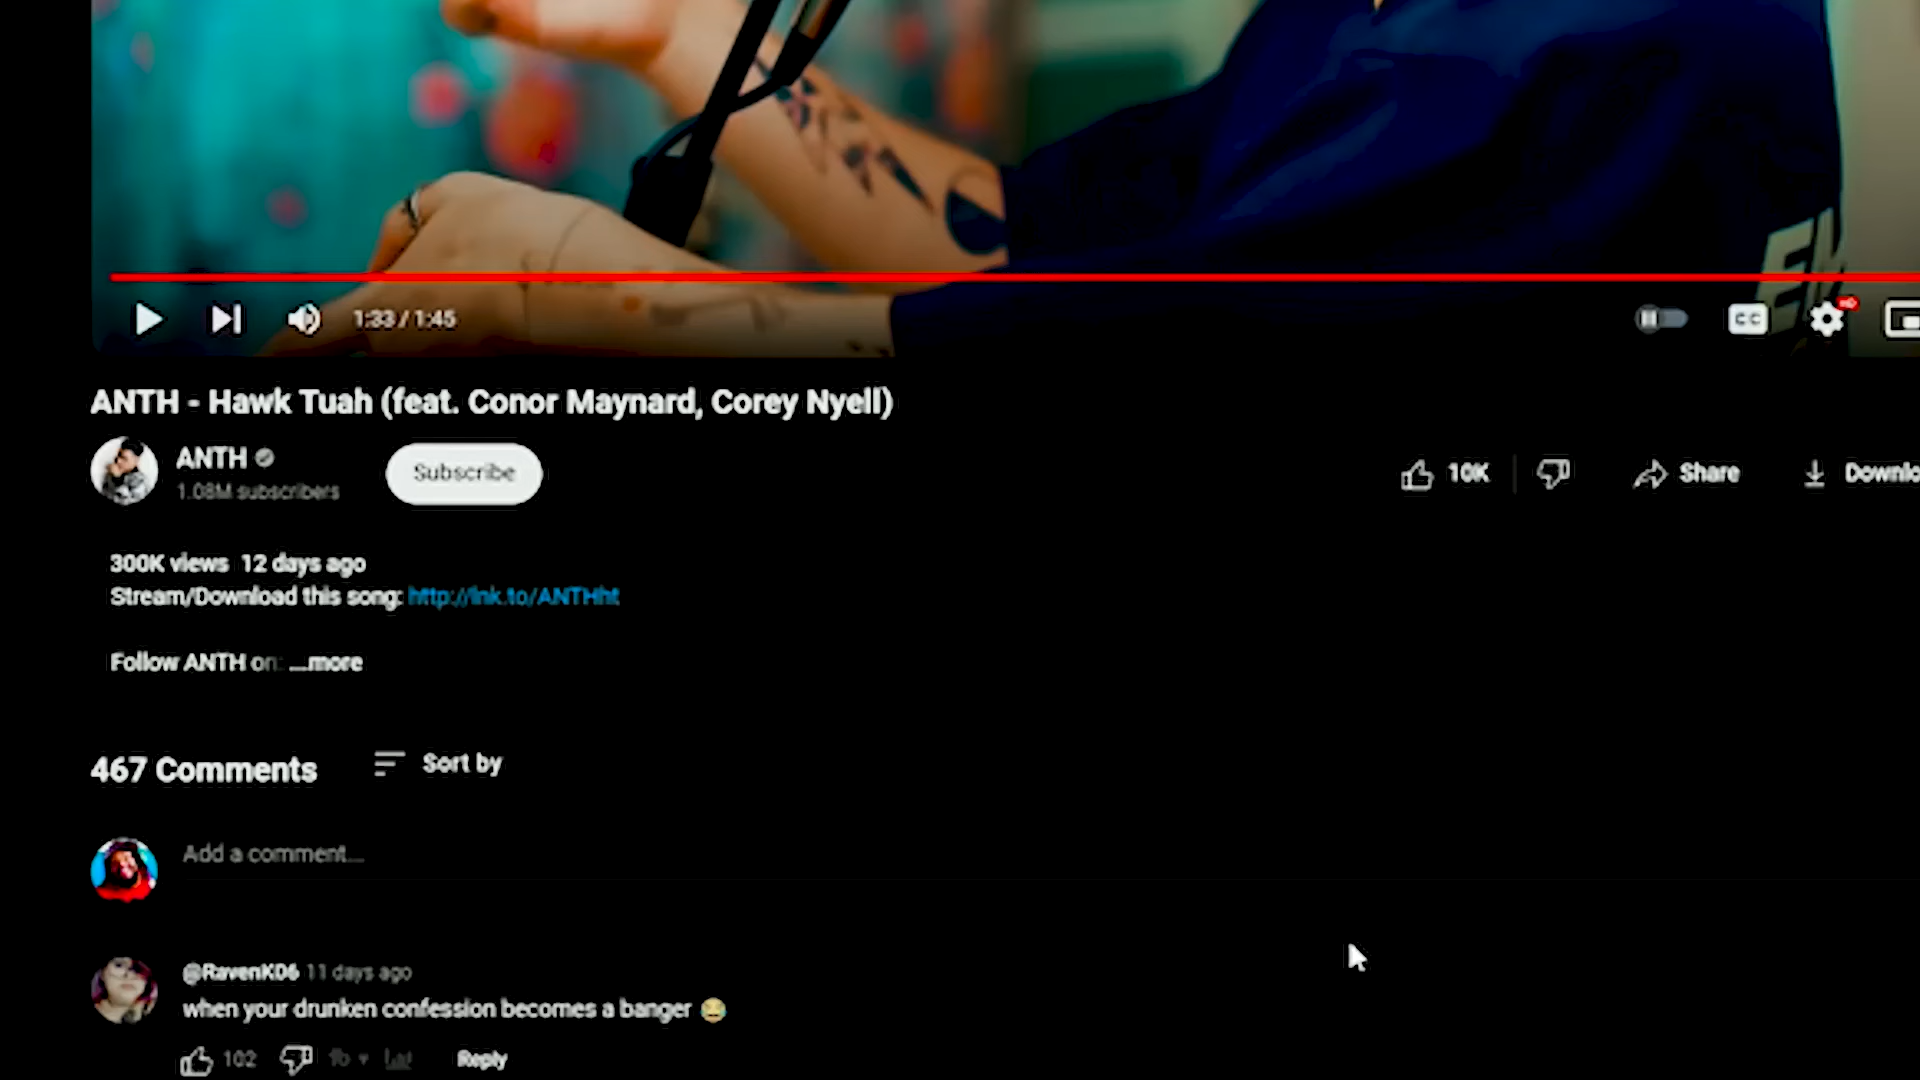 1:33 / 1:45
CC
HD
ANTH - Hawk Tuah (feat. Conor Maynard, Corey Nyell)
ANTH
1.08M subscribers
Subscribe
10K
Share
Downlo
300K views 12 days ago
Stream/Download this song: http://lnk.to/ANTHht
Follow ANTH on: ...more
467 Comments
Sort by
Add a comment...
@RavenK06 11 days ago
when your drunken confession becomes a banger 😂
102
Reply